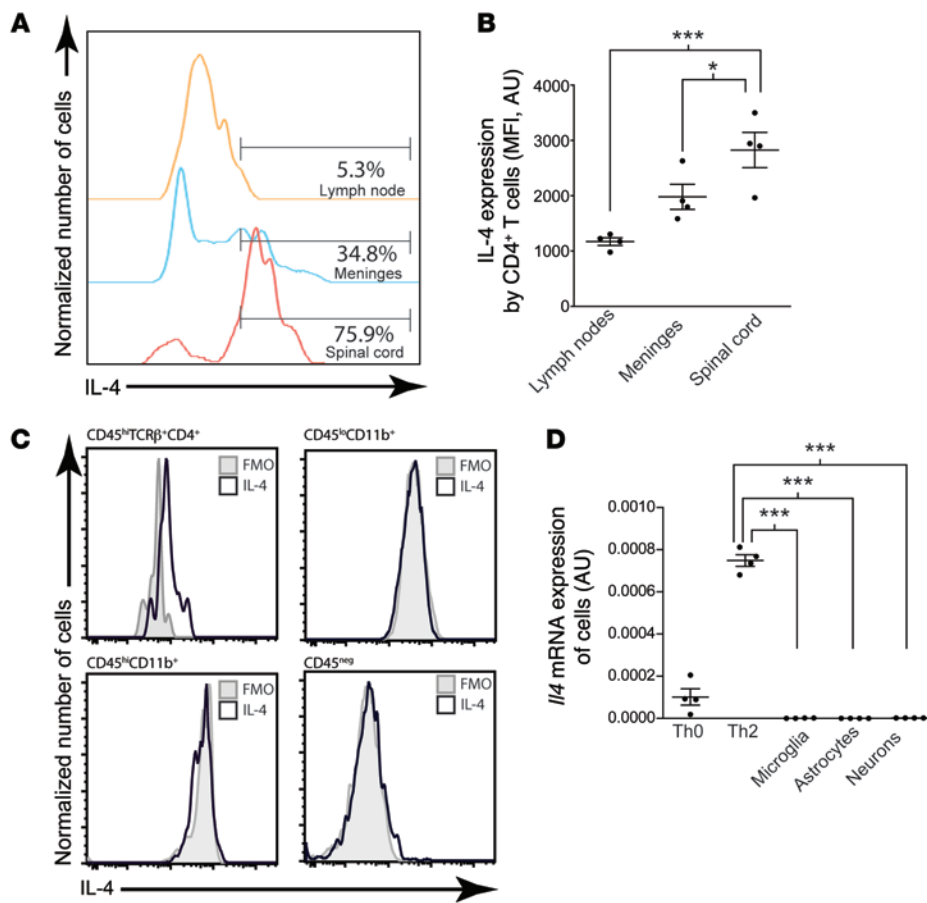 A
Normalized number of cells
5.3%
Lymph node
34.8%
Meninges
75.9%
Spinal cord
IL-4
B
IL-4 expression
by CD4⁺ T cells (MFI, AU)
***
*
4000
3000
2000
1000
0
Lymph nodes
Meninges
Spinal cord
C
Normalized number of cells
CD45ʰⁱTCRβ⁺CD4⁺
FMO
IL-4
CD45ˡᵒCD11b⁺
FMO
IL-4
CD45ʰⁱCD11b⁺
FMO
IL-4
CD45ⁿᵉᵍ
FMO
IL-4
IL-4
D
Il4 mRNA expression
of cells (AU)
***
***
***
0.0010
0.0008
0.0006
0.0004
0.0002
0.0000
Th0
Th2
Microglia
Astrocytes
Neurons